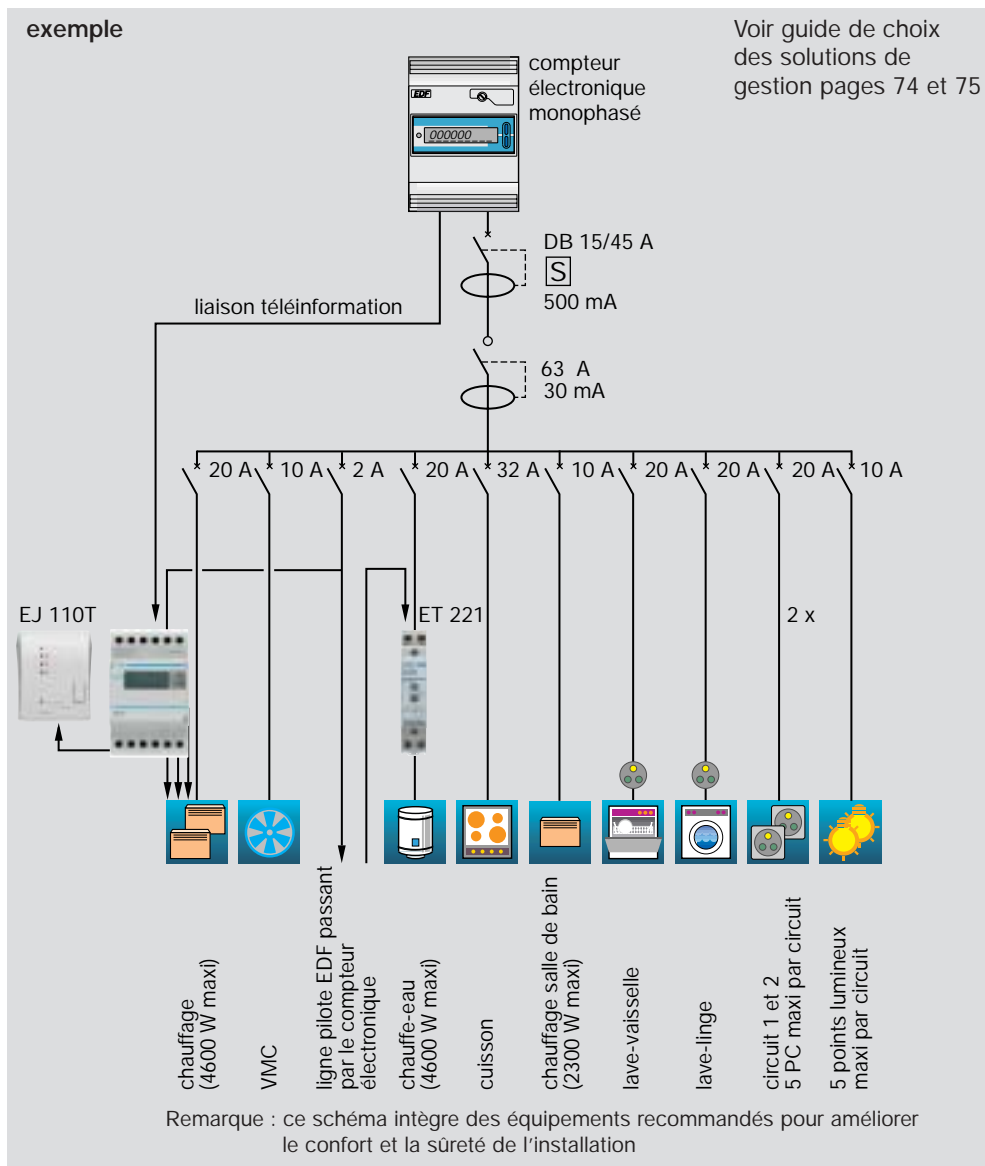 exemple
Voir guide de choix
des solutions de
gestion pages 74 et 75
compteur
électronique
monophasé
EDF
000000
DB 15/45 A
S
500 mA
liaison téléinformation
63 A
30 mA
20 A
10 A
2 A
20 A
32 A
10 A
20 A
20 A
20 A
10 A
EJ 110T
ET 221
2 x
chauffage
(4600 W maxi)
VMC
ligne pilote EDF passant
par le compteur
électronique
chauffe-eau
(4600 W maxi)
cuisson
chauffage salle de bain
(2300 W maxi)
lave-vaisselle
lave-linge
circuit 1 et 2
5 PC maxi par circuit
5 points lumineux
maxi par circuit
Remarque : ce schéma intègre des équipements recommandés pour améliorer
le confort et la sûreté de l'installation